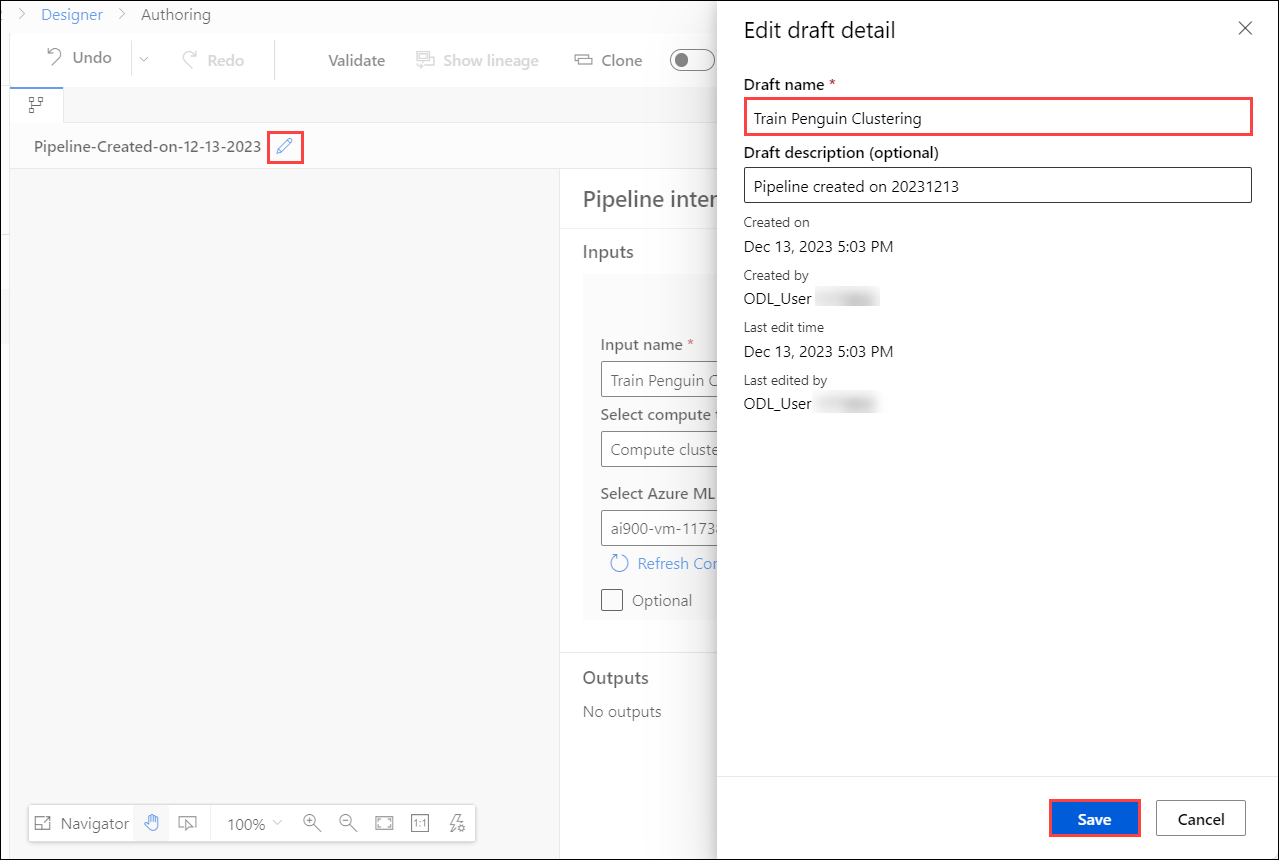 Designer > Authoring
Undo Redo Validate Show lineage Clone
Pipeline-Created-on-12-13-2023
Pipeline inter
Inputs
Input name *
Train Penguin C
Select compute
Compute cluste
Select Azure ML
ai900-vm-1173
Refresh Co
Optional
Outputs
No outputs
Navigator 100% 1:1
Edit draft detail
Draft name *
Train Penguin Clustering
Draft description (optional)
Pipeline created on 20231213
Created on
Dec 13, 2023 5:03 PM
Created by
ODL_User
Last edit time
Dec 13, 2023 5:03 PM
Last edited by
ODL_User
Save Cancel